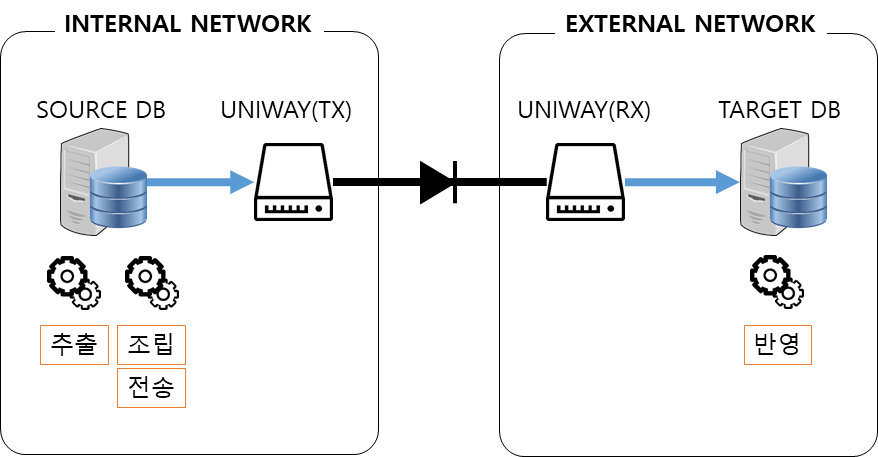 INTERNAL NETWORK
EXTERNAL NETWORK
SOURCE DB
UNIWAY(TX)
UNIWAY(RX)
TARGET DB
추출
조립
전송
반영